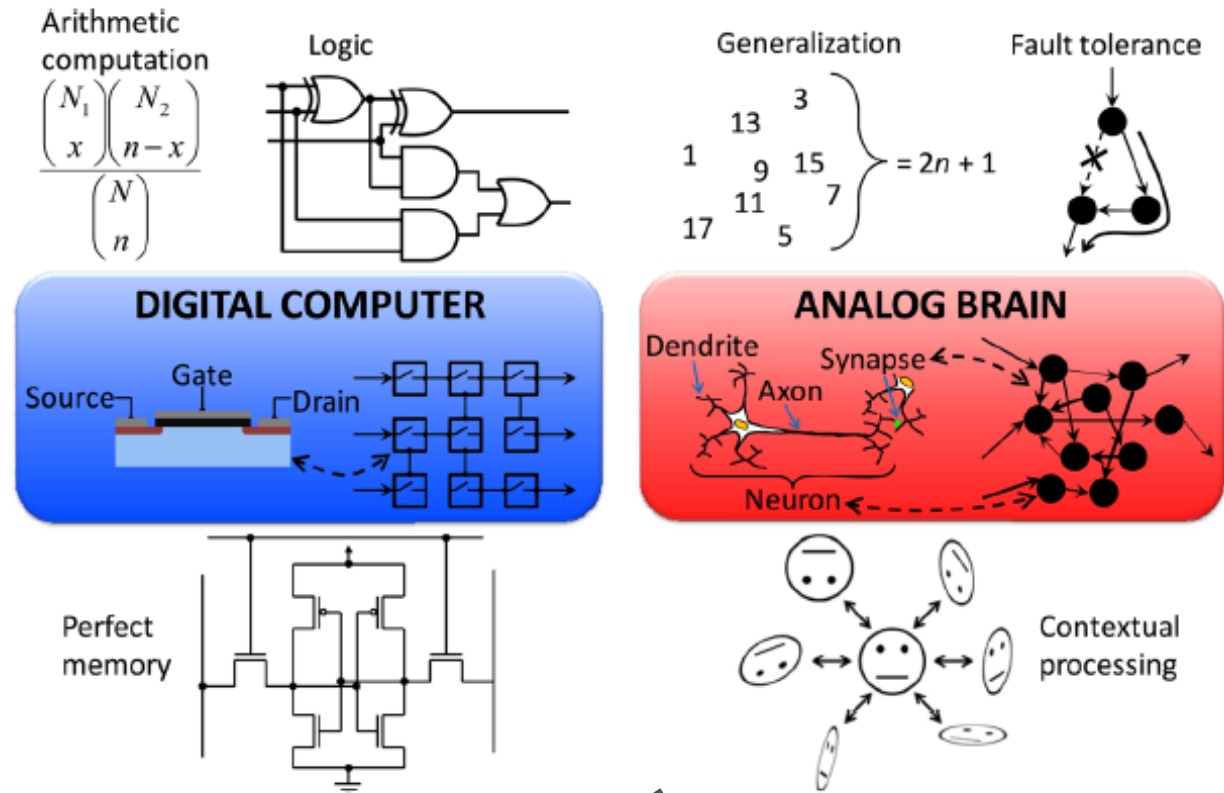 Arithmetic
computation
(N₁ x)(n−x N₂)
(N n)
Logic
Generalization
3
13
1
9
15
7
11
17
5
= 2n + 1
Fault tolerance
DIGITAL COMPUTER
Gate
Source
Drain
ANALOG BRAIN
Dendrite
Synapse
Axon
Neuron
Perfect
memory
Contextual
processing